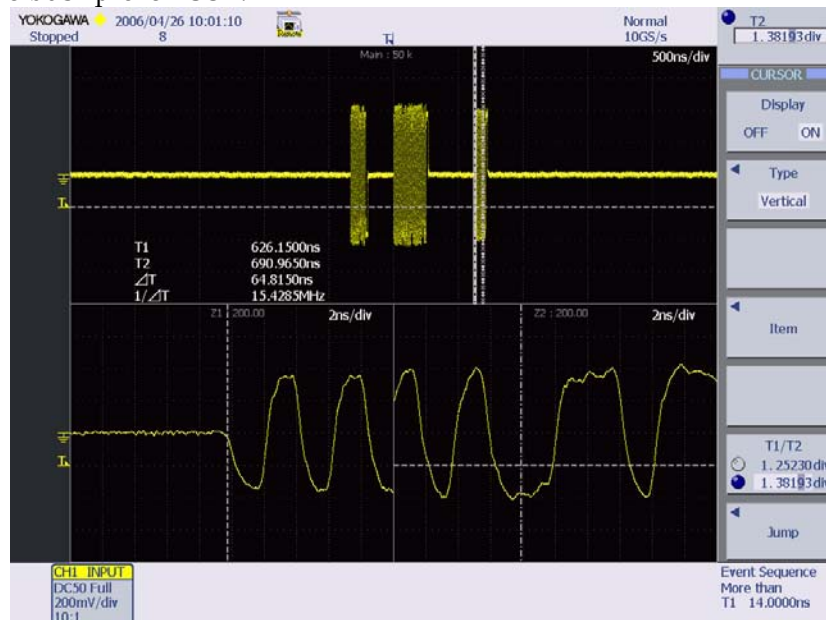 YOKOGAWA 2006/04/26 10:01:10 Normal
Stopped 8 10GS/s
T2
1.38193div
Main : 50 k 500ns/div
CURSOR
Display
OFF ON
Type
Vertical
T1 626.1500ns
T2 690.9650ns
⊿T 64.8150ns
1/⊿T 15.4285MHz
Z1 200.00 2ns/div Z2 : 200.00 2ns/div
Item
T1/T2
1.25230div
1.38193div
Jump
CH1 INPUT
DC50 Full
200mV/div
10:1
Event Sequence
More than
T1 14.0000ns